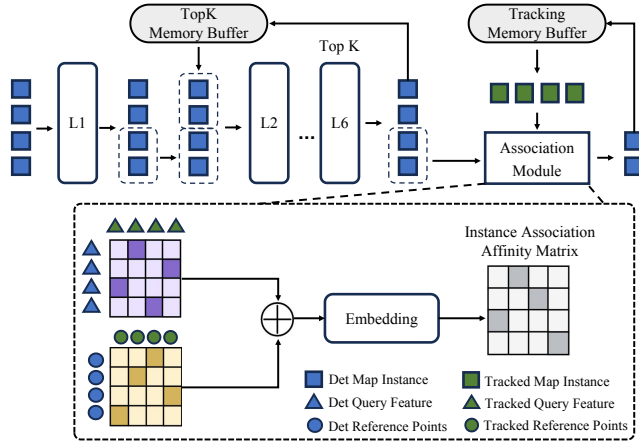 TopK
Memory Buffer
Tracking
Memory Buffer
Top K
L1
L2
...
L6
Association
Module
Instance Association
Affinity Matrix
Embedding
Det Map Instance
Tracked Map Instance
Det Query Feature
Tracked Query Feature
Det Reference Points
Tracked Reference Points